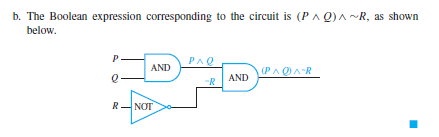 b. The Boolean expression corresponding to the circuit is (P ∧ Q) ∧ ~R, as shown
below.
P
AND
P ∧ Q
Q
~R
AND
(P ∧ Q) ∧ ~R
R
NOT